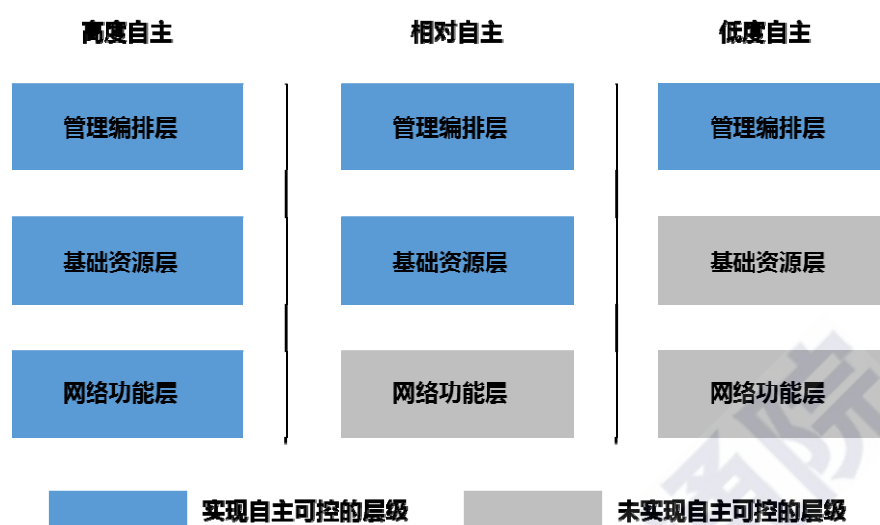 高度自主 相对自主 低度自主
管理编排层 管理编排层 管理编排层
基础资源层 基础资源层 基础资源层
网络功能层 网络功能层 网络功能层
实现自主可控的层级 未实现自主可控的层级
院